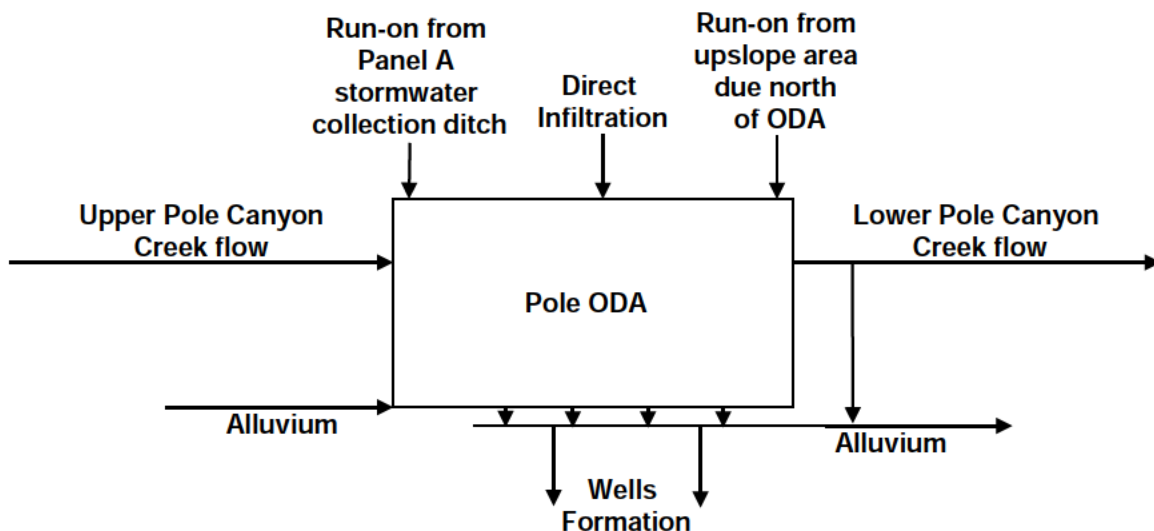 Run-on from
Panel A
stormwater
collection ditch
Direct
Infiltration
Run-on from
upslope area
due north
of ODA
Upper Pole Canyon
Creek flow
Lower Pole Canyon
Creek flow
Pole ODA
Alluvium
Alluvium
Wells
Formation